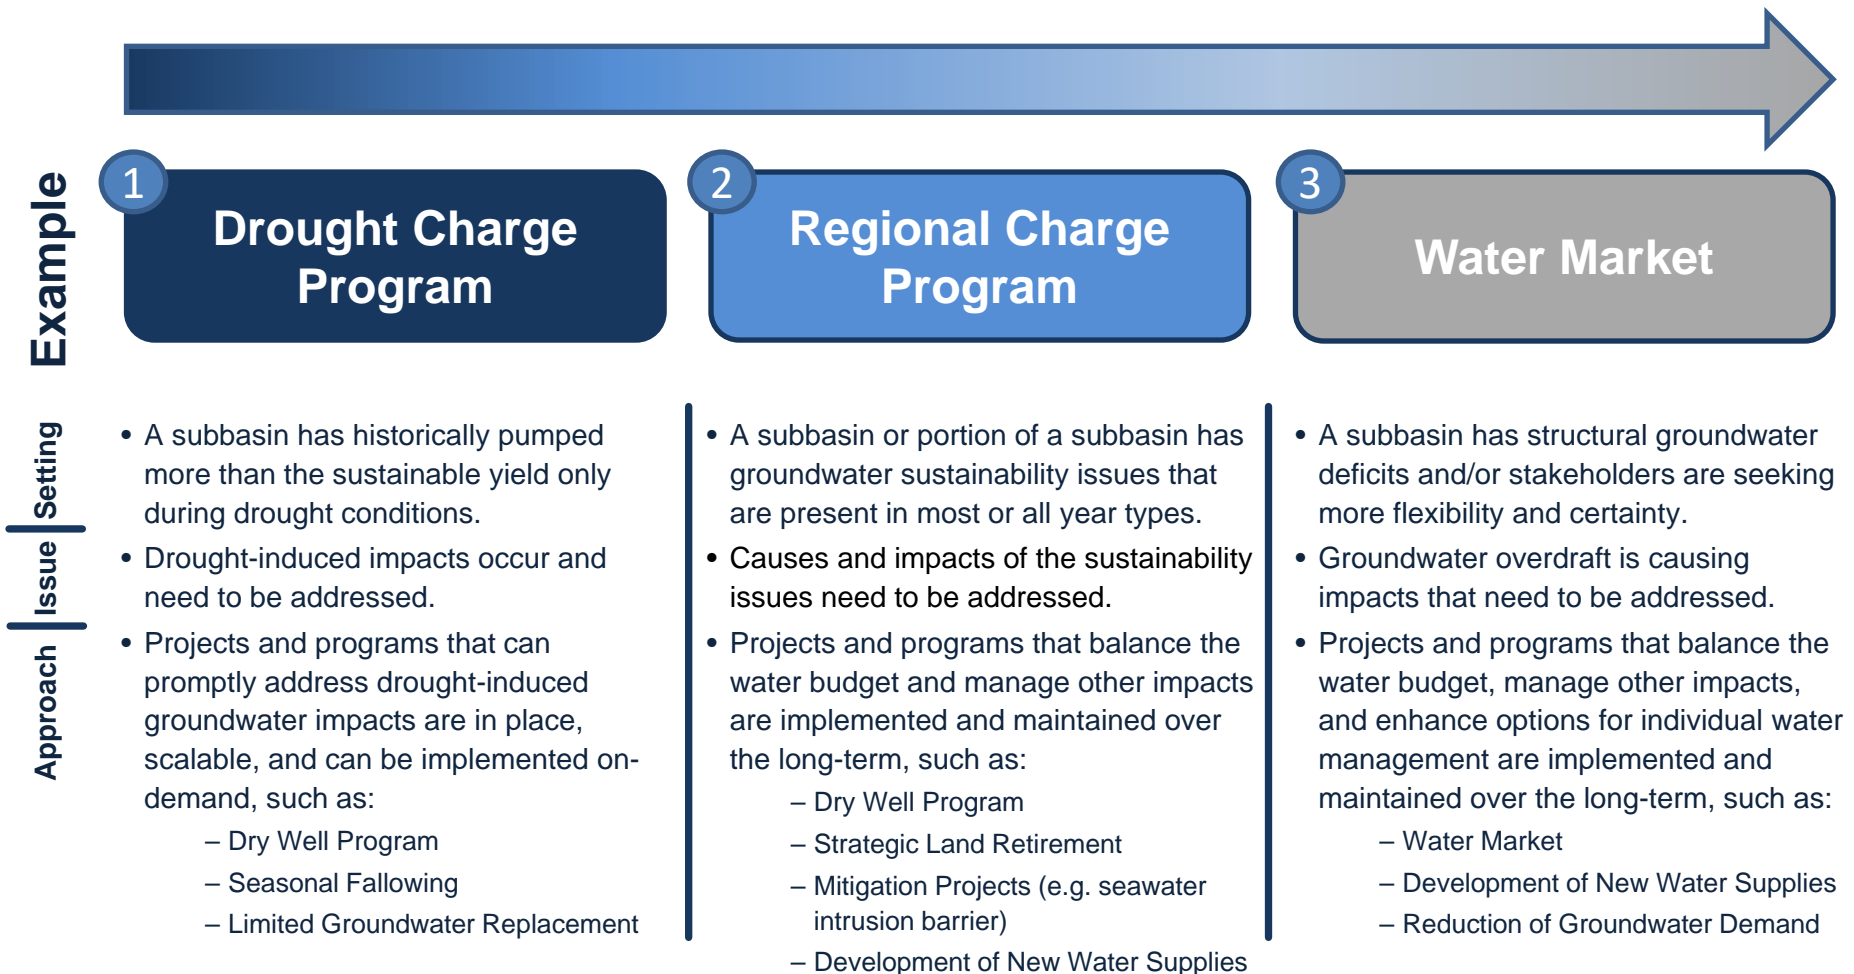 Example
1
Drought Charge
Program
2
Regional Charge
Program
3
Water Market
Setting
Issue
Approach
• A subbasin has historically pumped
more than the sustainable yield only
during drought conditions.
• Drought-induced impacts occur and
need to be addressed.
• Projects and programs that can
promptly address drought-induced
groundwater impacts are in place,
scalable, and can be implemented on-
demand, such as:
– Dry Well Program
– Seasonal Fallowing
– Limited Groundwater Replacement
• A subbasin or portion of a subbasin has
groundwater sustainability issues that
are present in most or all year types.
• Causes and impacts of the sustainability
issues need to be addressed.
• Projects and programs that balance the
water budget and manage other impacts
are implemented and maintained over
the long-term, such as:
– Dry Well Program
– Strategic Land Retirement
– Mitigation Projects (e.g. seawater
intrusion barrier)
– Development of New Water Supplies
• A subbasin has structural groundwater
deficits and/or stakeholders are seeking
more flexibility and certainty.
• Groundwater overdraft is causing
impacts that need to be addressed.
• Projects and programs that balance the
water budget, manage other impacts,
and enhance options for individual water
management are implemented and
maintained over the long-term, such as:
– Water Market
– Development of New Water Supplies
– Reduction of Groundwater Demand